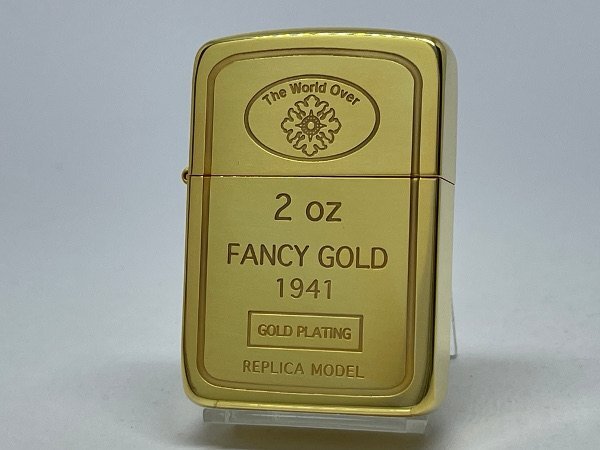 The World Over
2 oz
FANCY GOLD
1941
GOLD PLATING
REPLICA MODEL